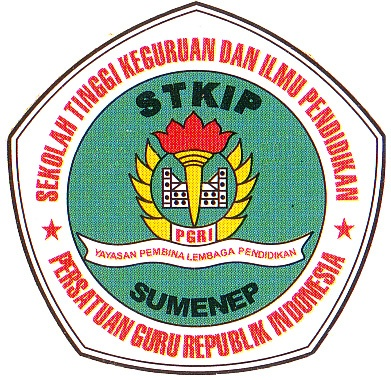 SEKOLAH TINGGI KEGURUAN DAN ILMU PENDIDIKAN
STKIP
PGRI
YAYASAN PEMBINA LEMBAGA PENDIDIKAN
SUMENEP
PERSATUAN GURU REPUBLIK INDONESIA